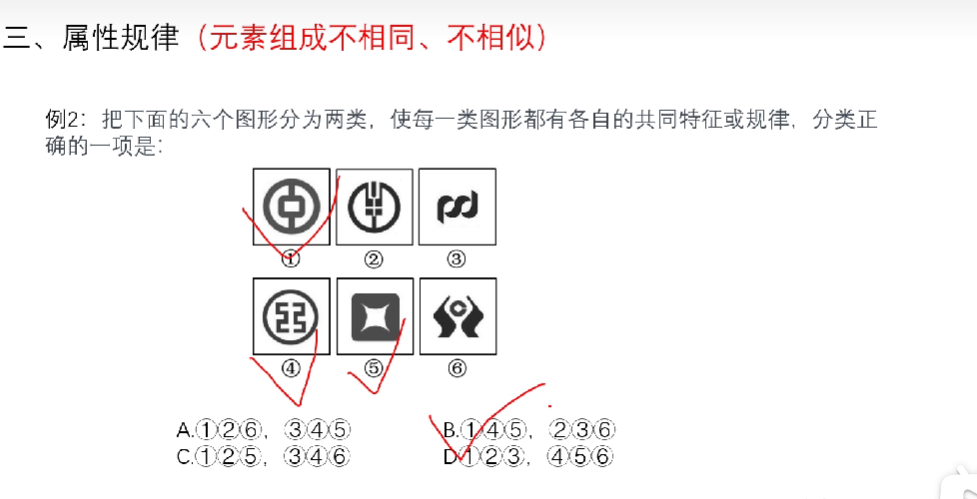 三、属性规律（元素组成不相同、不相似）
例2：把下面的六个图形分为两类，使每一类图形都有各自的共同特征或规律，分类正
确的一项是：
① ② ③
④ ⑤ ⑥
A.①②⑥，③④⑤ B.①④⑤，②③⑥
C.①②⑤，③④⑥ D.①②③，④⑤⑥